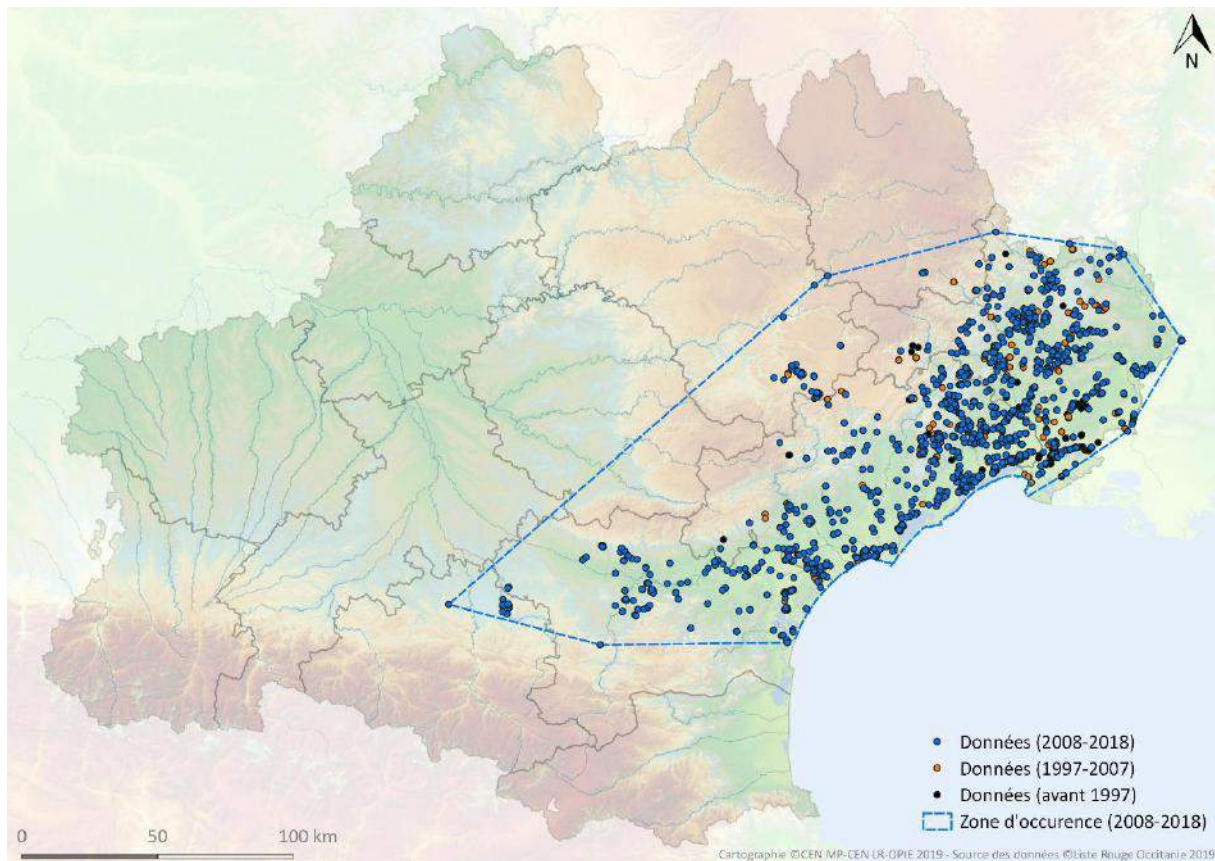 N
Données (2008-2018)
Données (1997-2007)
Données (avant 1997)
Zone d'occurence (2008-2018)
0 50 100 km
Cartographie ©CEN MP-CEN LR-OPIE 2019 - Source des données ©Liste Rouge Occitanie 2019